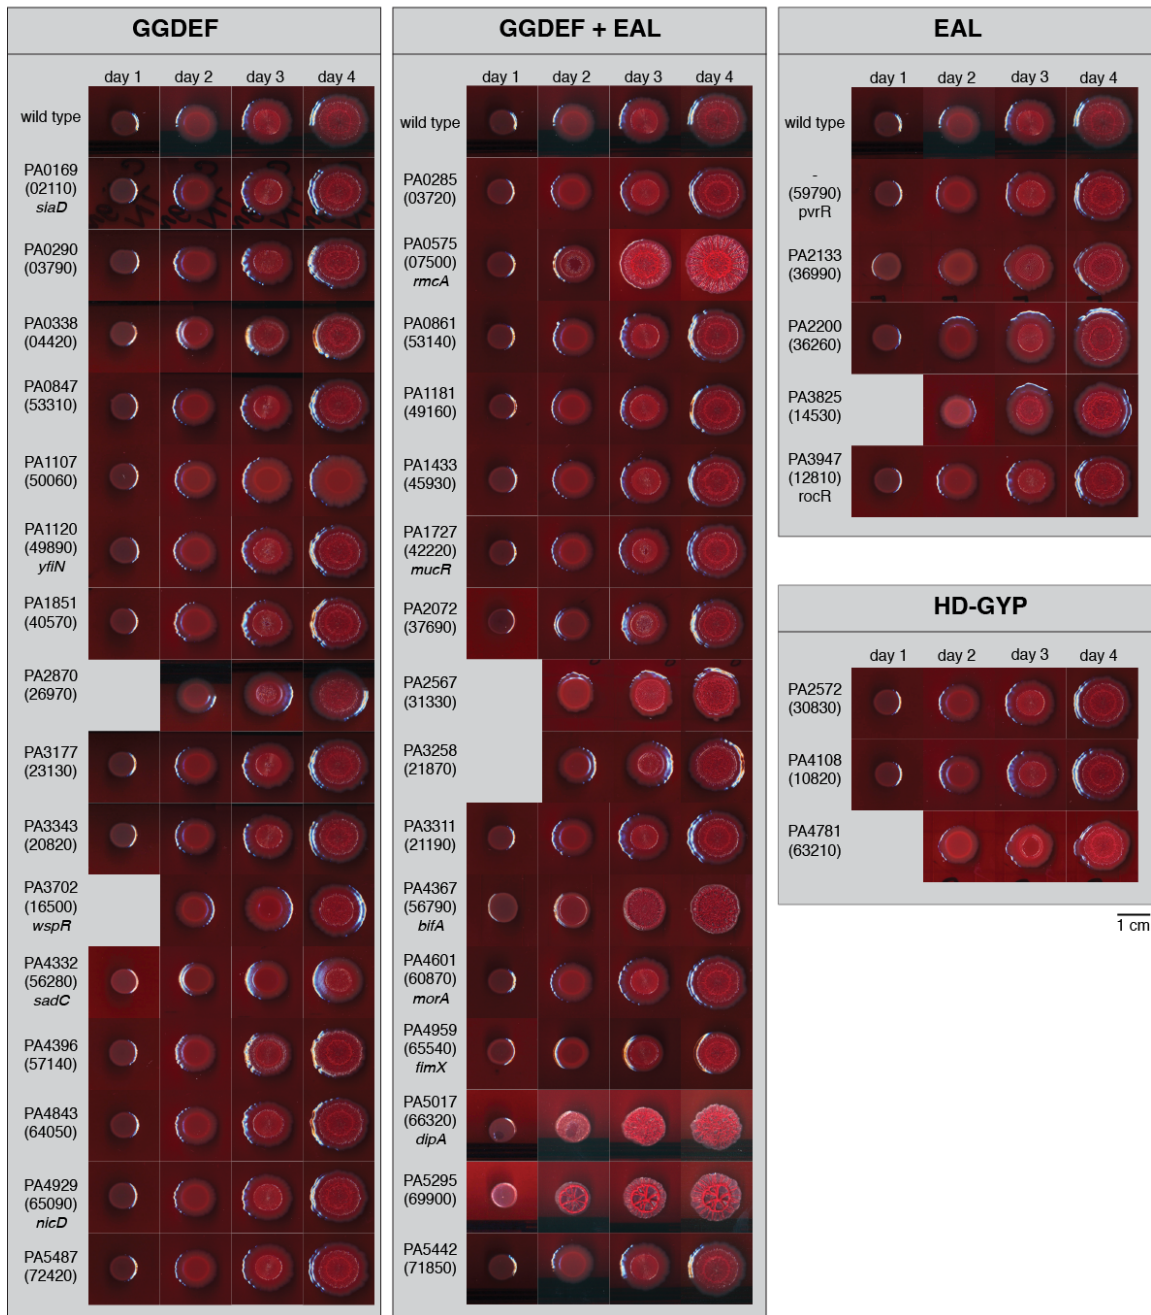 GGDEF
day 1 day 2 day 3 day 4
wild type
PA0169
(02110)
siaD
PA0290
(03790)
PA0338
(04420)
PA0847
(53310)
PA1107
(50060)
PA1120
(49890)
yfiN
PA1851
(40570)
PA2870
(26970)
PA3177
(23130)
PA3343
(20820)
PA3702
(16500)
wspR
PA4332
(56280)
sadC
PA4396
(57140)
PA4843
(64050)
PA4929
(65090)
nicD
PA5487
(72420)
GGDEF + EAL
day 1 day 2 day 3 day 4
wild type
PA0285
(03720)
PA0575
(07500)
rmcA
PA0861
(53140)
PA1181
(49160)
PA1433
(45930)
PA1727
(42220)
mucR
PA2072
(37690)
PA2567
(31330)
PA3258
(21870)
PA3311
(21190)
PA4367
(56790)
bifA
PA4601
(60870)
morA
PA4959
(65540)
fimX
PA5017
(66320)
dipA
PA5295
(69900)
PA5442
(71850)
EAL
day 1 day 2 day 3 day 4
wild type
-
(59790)
pvrR
PA2133
(36990)
PA2200
(36260)
PA3825
(14530)
PA3947
(12810)
rocR
HD-GYP
day 1 day 2 day 3 day 4
PA2572
(30830)
PA4108
(10820)
PA4781
(63210)
1 cm